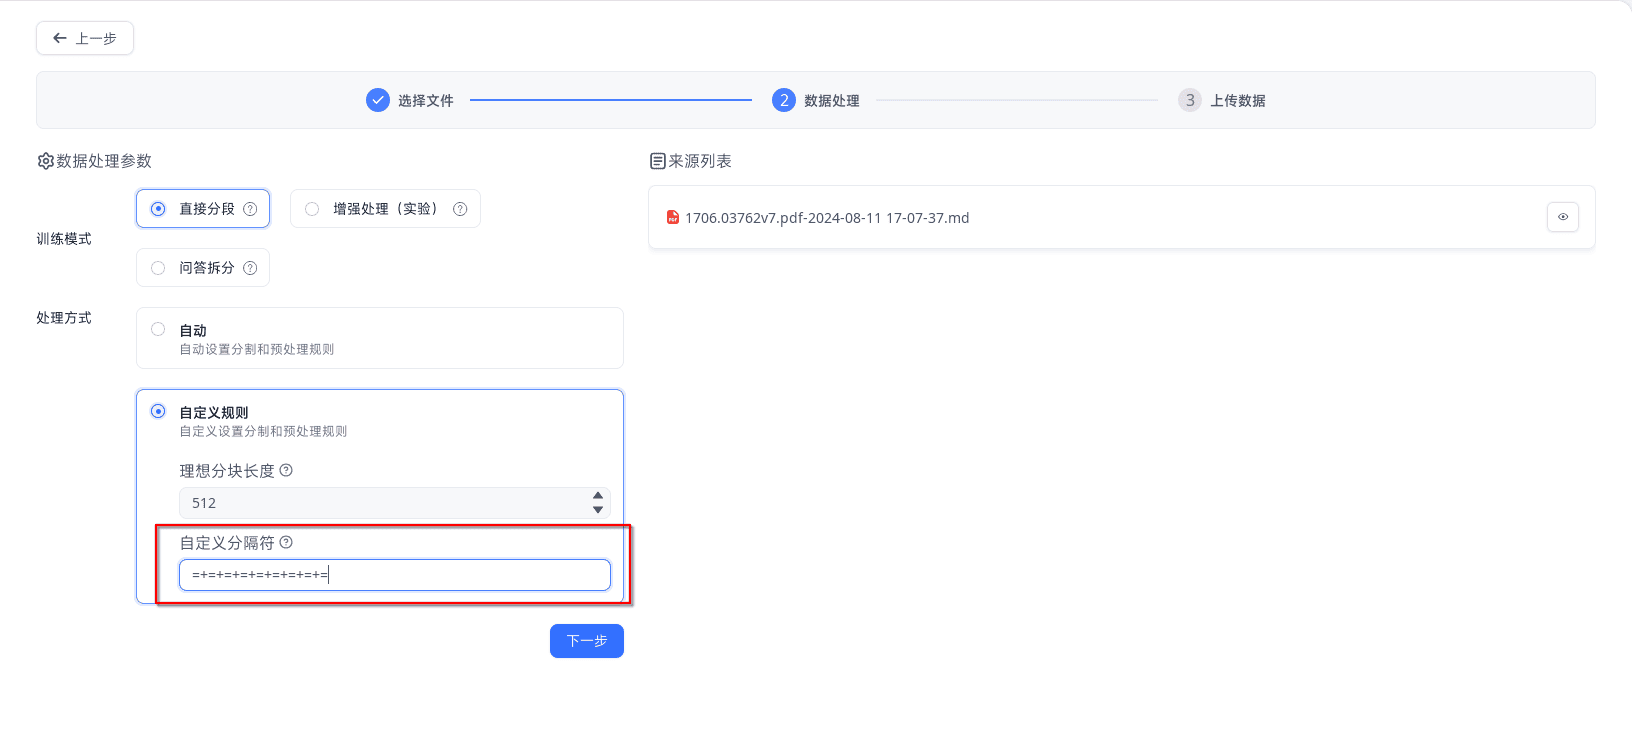 上一步
选择文件
2 数据处理
3 上传数据
数据处理参数
训练模式
直接分段
增强处理（实验）
问答拆分
处理方式
自动
自动设置分割和预处理规则
自定义规则
自定义设置分制和预处理规则
理想分块长度
512
自定义分隔符
=+=+=+=+=+=+=+=+=
下一步
来源列表
1706.03762v7.pdf-2024-08-11 17-07-37.md